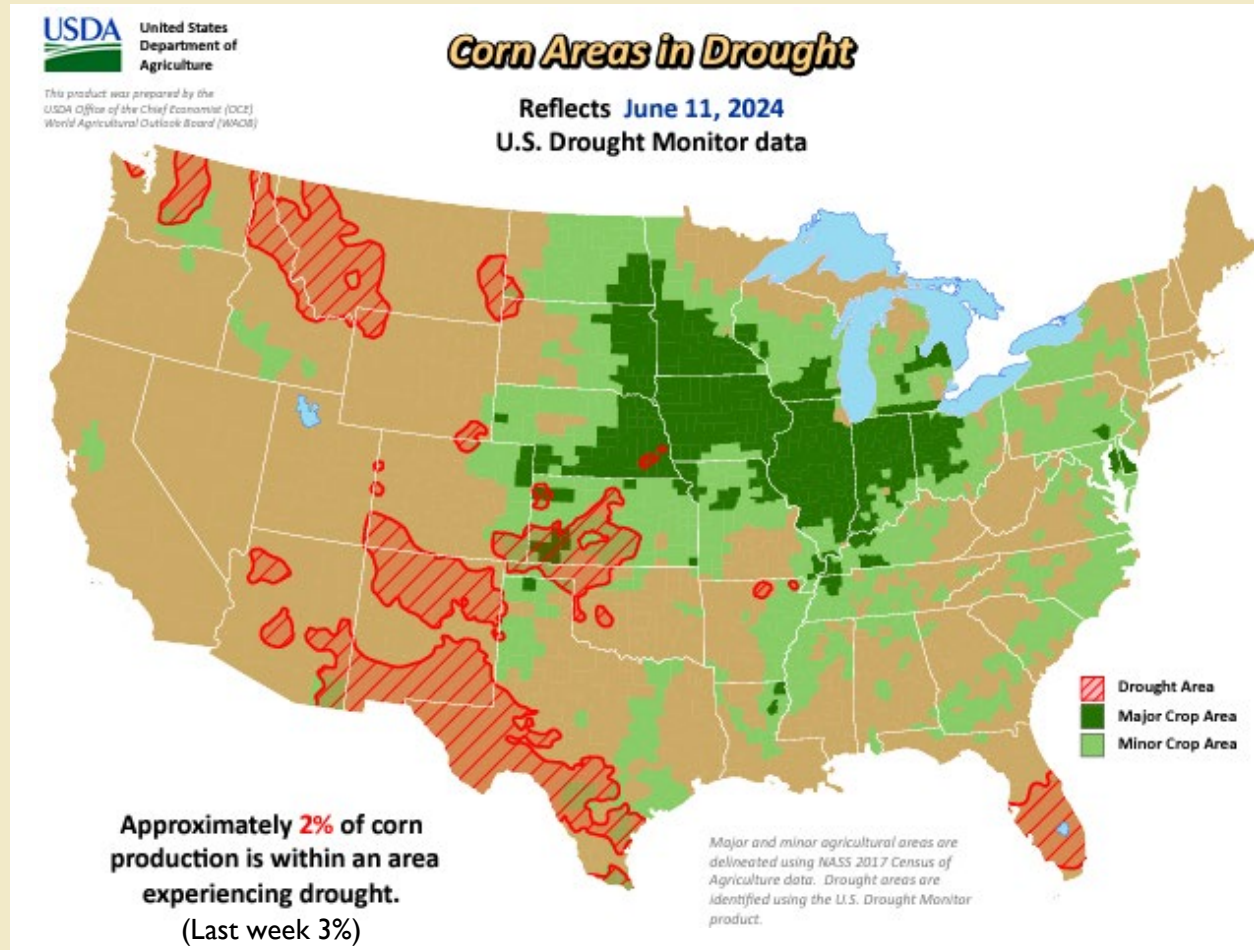 USDA
United States
Department of
Agriculture
This product was prepared by the
USDA Office of the Chief Economist (OCE)
World Agricultural Outlook Board (WAOB)
Corn Areas in Drought
Reflects June 11, 2024
U.S. Drought Monitor data
Drought Area
Major Crop Area
Minor Crop Area
Approximately 2% of corn
production is within an area
experiencing drought.
(Last week 3%)
Major and minor agricultural areas are
delineated using NASS 2017 Census of
Agriculture data. Drought areas are
identified using the U.S. Drought Monitor
product.